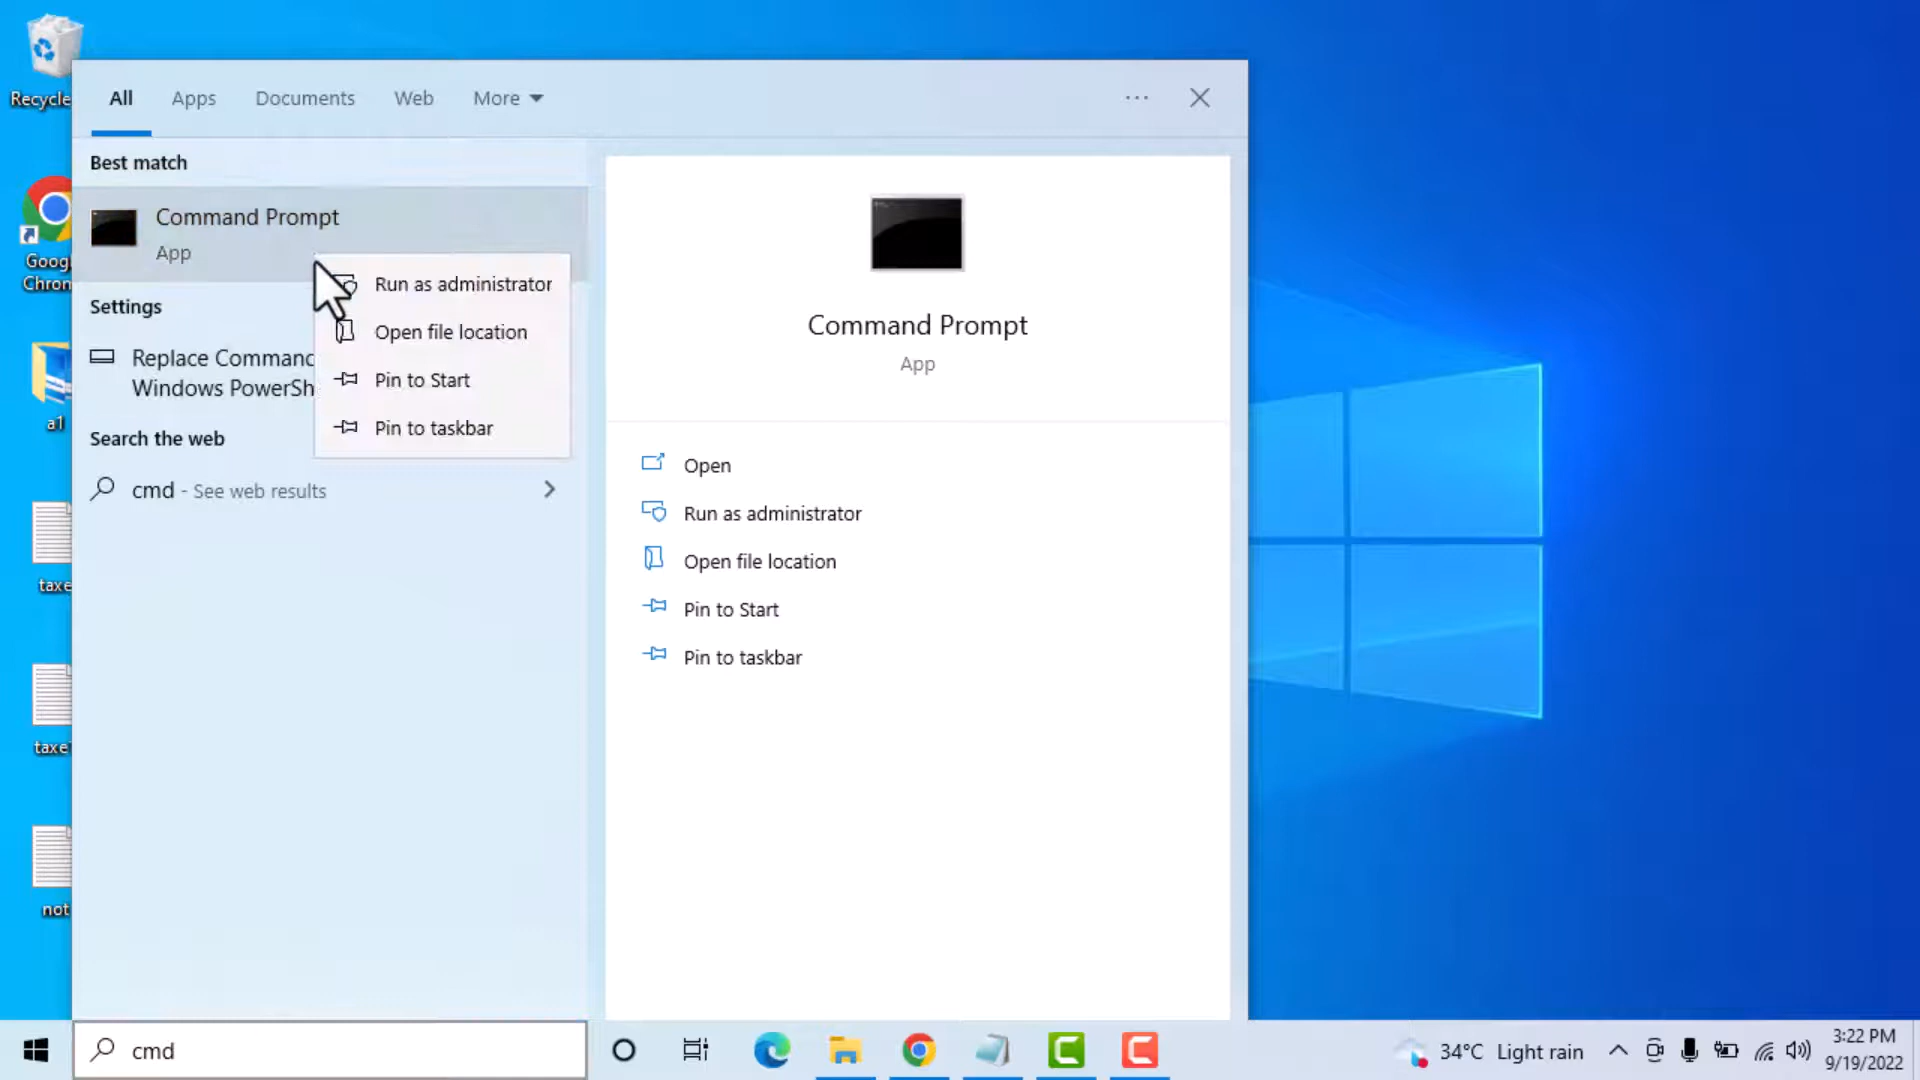 Recycle
Googl
Chron
a1
taxe
taxe
not
All
Apps
Documents
Web
More
Best match
Command Prompt
App
Settings
Replace Command
Windows PowerSh
Search the web
cmd - See web results
Run as administrator
Open file location
Pin to Start
Pin to taskbar
Command Prompt
App
Open
Run as administrator
Open file location
Pin to Start
Pin to taskbar
cmd
34°C Light rain
3:22 PM
9/19/2022